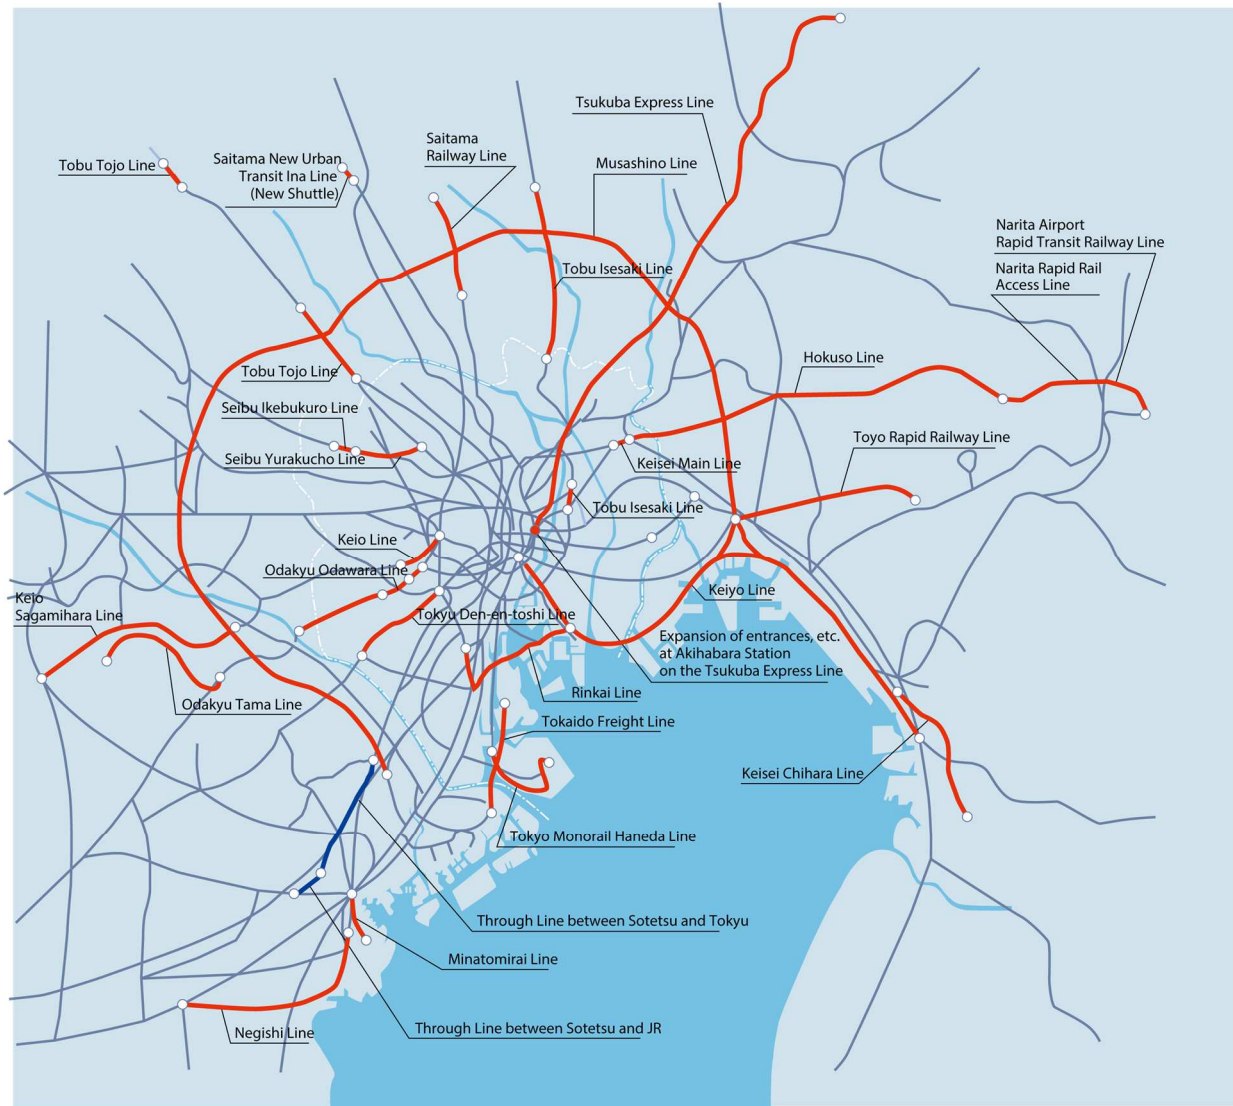 Tsukuba Express Line
Saitama
Railway Line
Musashino Line
Tobu Tojo Line
Saitama New Urban
Transit Ina Line
(New Shuttle)
Narita Airport
Rapid Transit Railway Line
Narita Rapid Rail
Access Line
Tobu Isesaki Line
Hokuso Line
Tobu Tojo Line
Seibu Ikebukuro Line
Toyo Rapid Railway Line
Seibu Yurakucho Line
Keisei Main Line
Tobu Isesaki Line
Keio Line
Odakyu Odawara Line
Keiyo Line
Keio
Sagamihara Line
Tokyu Den-en-toshi Line
Expansion of entrances, etc.
at Akihabara Station
on the Tsukuba Express Line
Rinkai Line
Odakyu Tama Line
Tokaido Freight Line
Keisei Chihara Line
Tokyo Monorail Haneda Line
Through Line between Sotetsu and Tokyu
Minatomirai Line
Through Line between Sotetsu and JR
Negishi Line